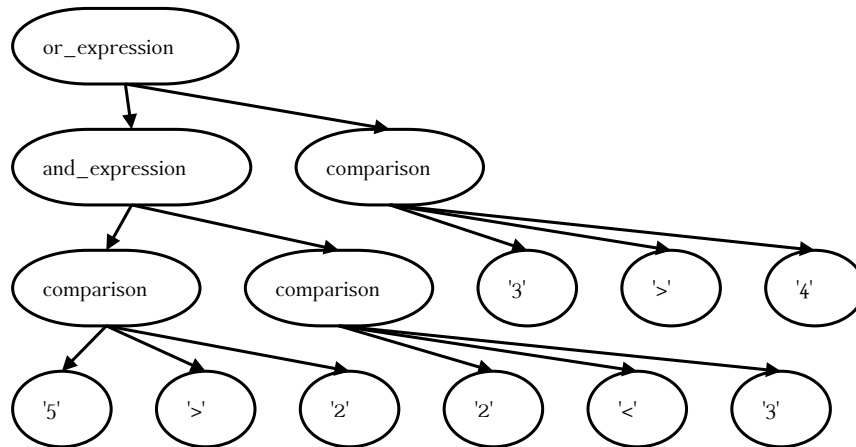 or_expression
and_expression comparison
comparison comparison '3' '>' '4'
'5' '>' '2' '2' '<' '3'